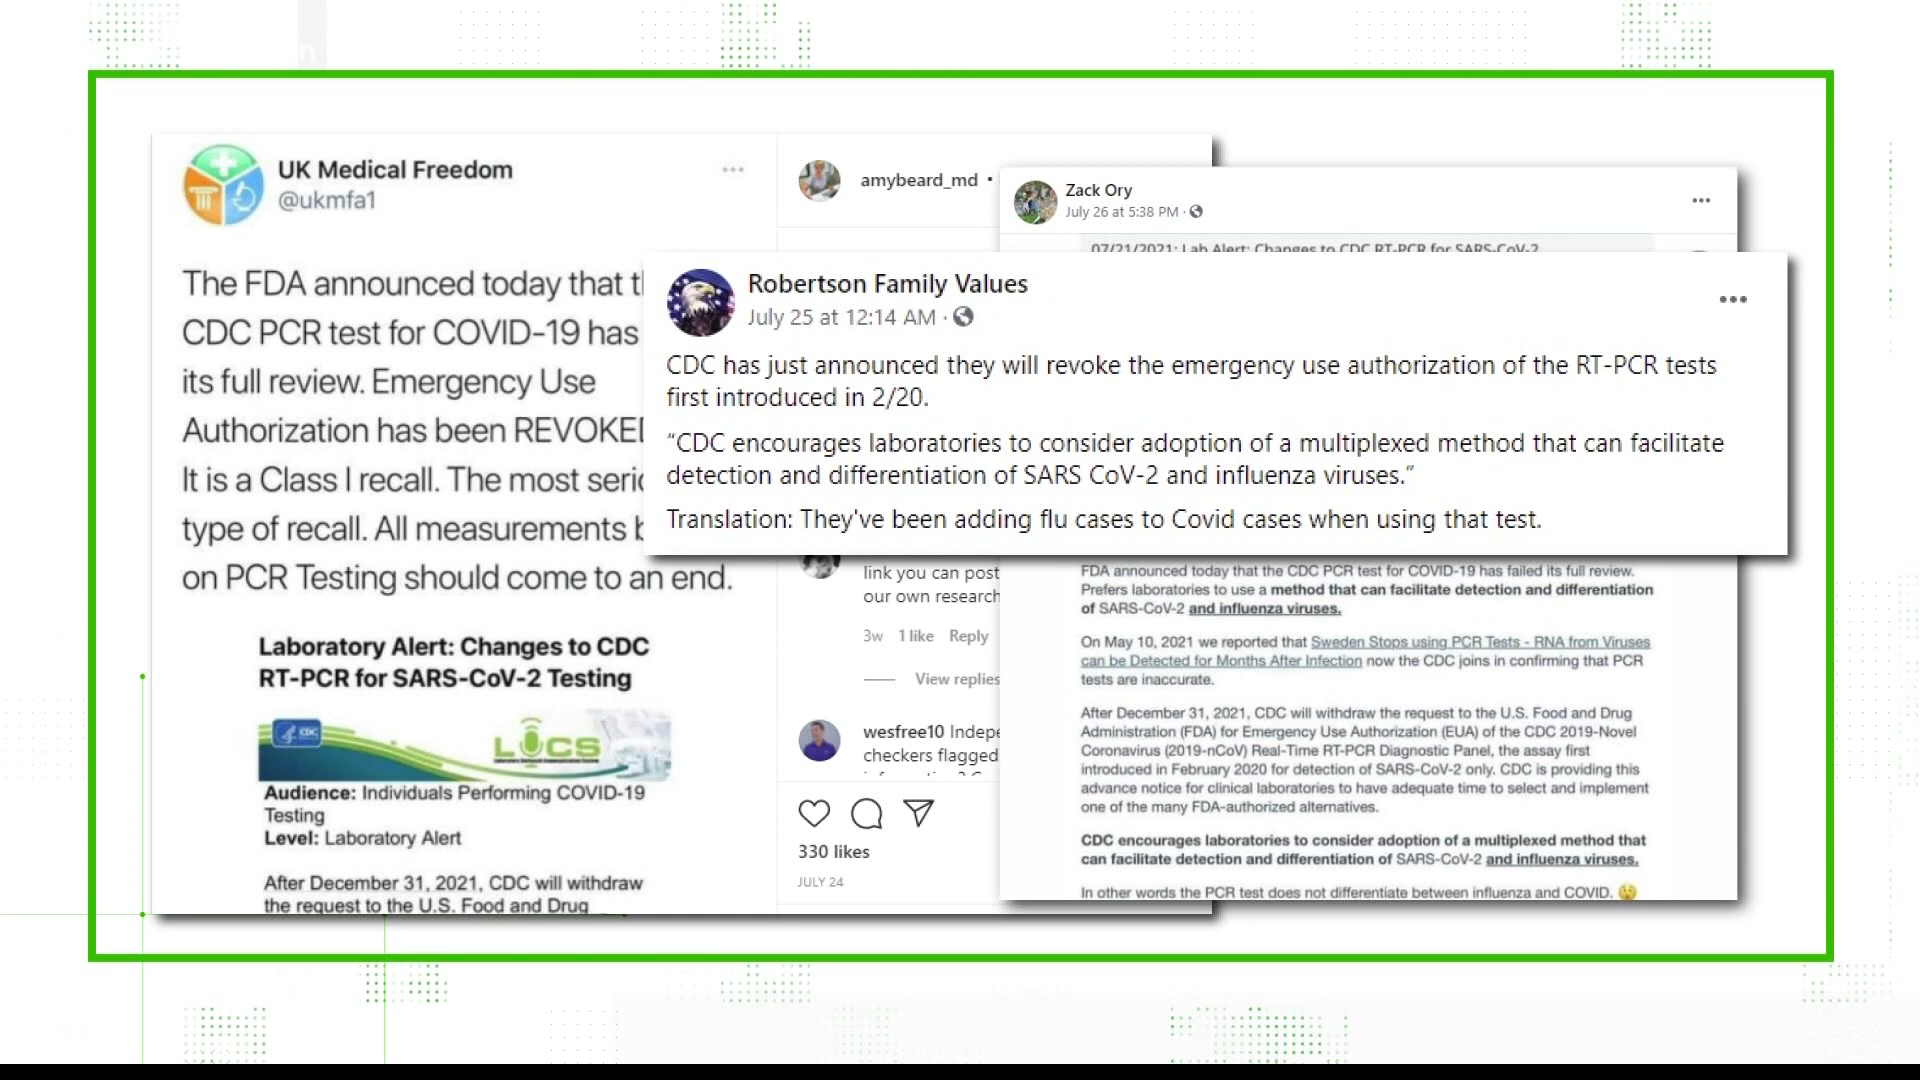 UK Medical Freedom
@ukmfa1
The FDA announced today that
CDC PCR test for COVID-19 has
its full review. Emergency Use
Authorization has been REVOKED
It is a Class I recall. The most
type of recall. All measurements
on PCR Testing should come to an end.
Laboratory Alert: Changes to CDC
RT-PCR for SARS-CoV-2 Testing
CDC
LOCS
Audience: Individuals Performing COVID-19
Testing
Level: Laboratory Alert
After December 31, 2021, CDC will withdraw
the request to the U.S. Food and Drug
amybeard_md •
link you can post
our own research
3w 1 like Reply
View replies
wesfree10
checkers flagged
330 likes
JULY 24
Zack Ory
July 26 at 5:38 PM ·
07/21/2021: Lab Alert: Changes to CDC RT-PCR for SARS-CoV-2
Robertson Family Values
July 25 at 12:14 AM ·
CDC has just announced they will revoke the emergency use authorization of the RT-PCR tests
first introduced in 2/20.
“CDC encourages laboratories to consider adoption of a multiplexed method that can facilitate
detection and differentiation of SARS CoV-2 and influenza viruses.”
Translation: They've been adding flu cases to Covid cases when using that test.
FDA announced today that the CDC PCR test for COVID-19 has failed its full review.
Prefers laboratories to use a method that can facilitate detection and differentiation
of SARS-CoV-2 and influenza viruses.
On May 10, 2021 we reported that Sweden Stops using PCR Tests - RNA from Viruses
can be Detected for Months After Infection now the CDC joins in confirming that PCR
tests are inaccurate.
After December 31, 2021, CDC will withdraw the request to the U.S. Food and Drug
Administration (FDA) for Emergency Use Authorization (EUA) of the CDC 2019-Novel
Coronavirus (2019-nCoV) Real-Time RT-PCR Diagnostic Panel, the assay first
introduced in February 2020 for detection of SARS-CoV-2 only. CDC is providing this
advance notice for clinical laboratories to have adequate time to select and implement
one of the many FDA-authorized alternatives.
CDC encourages laboratories to consider adoption of a multiplexed method that
can facilitate detection and differentiation of SARS-CoV-2 and influenza viruses.
In other words the PCR test does not differentiate between influenza and COVID. 😲